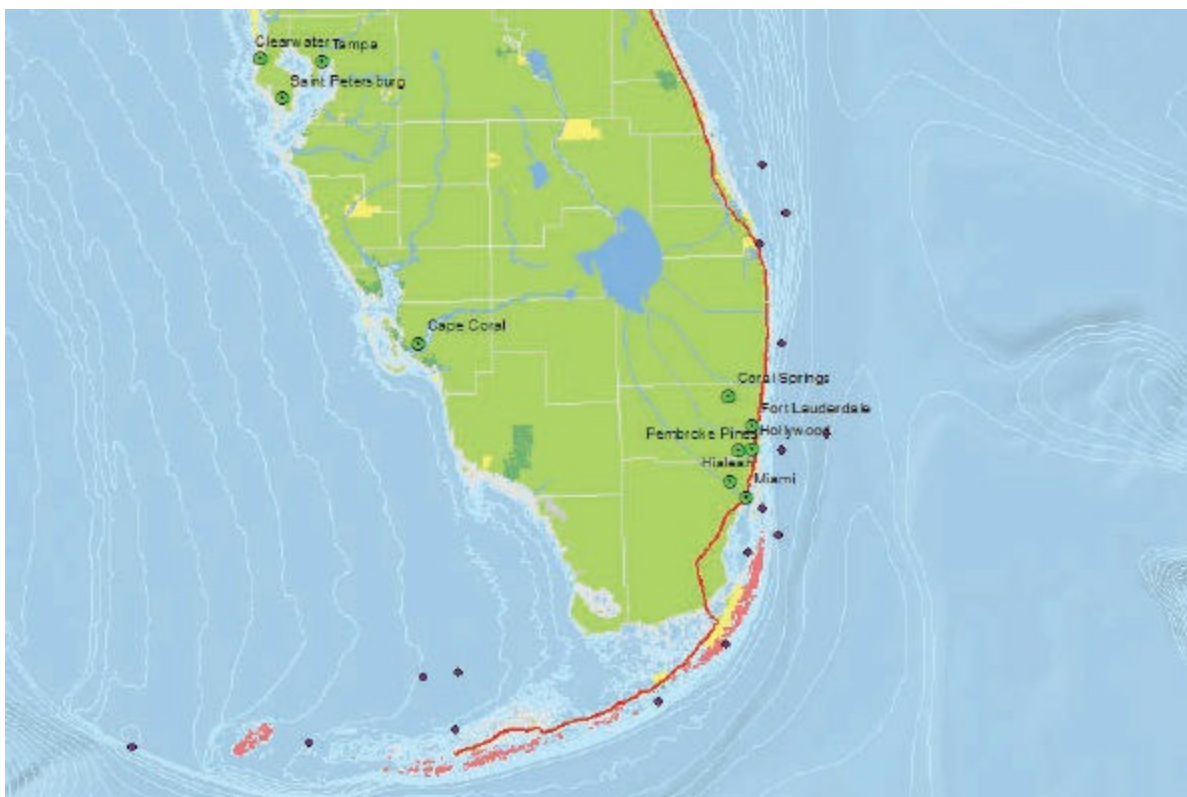 Clearwater
Tampa
Saint Petersburg
Cape Coral
Coral Springs
Fort Lauderdale
Pembroke Pines
Hollywood
Hialeah
Miami